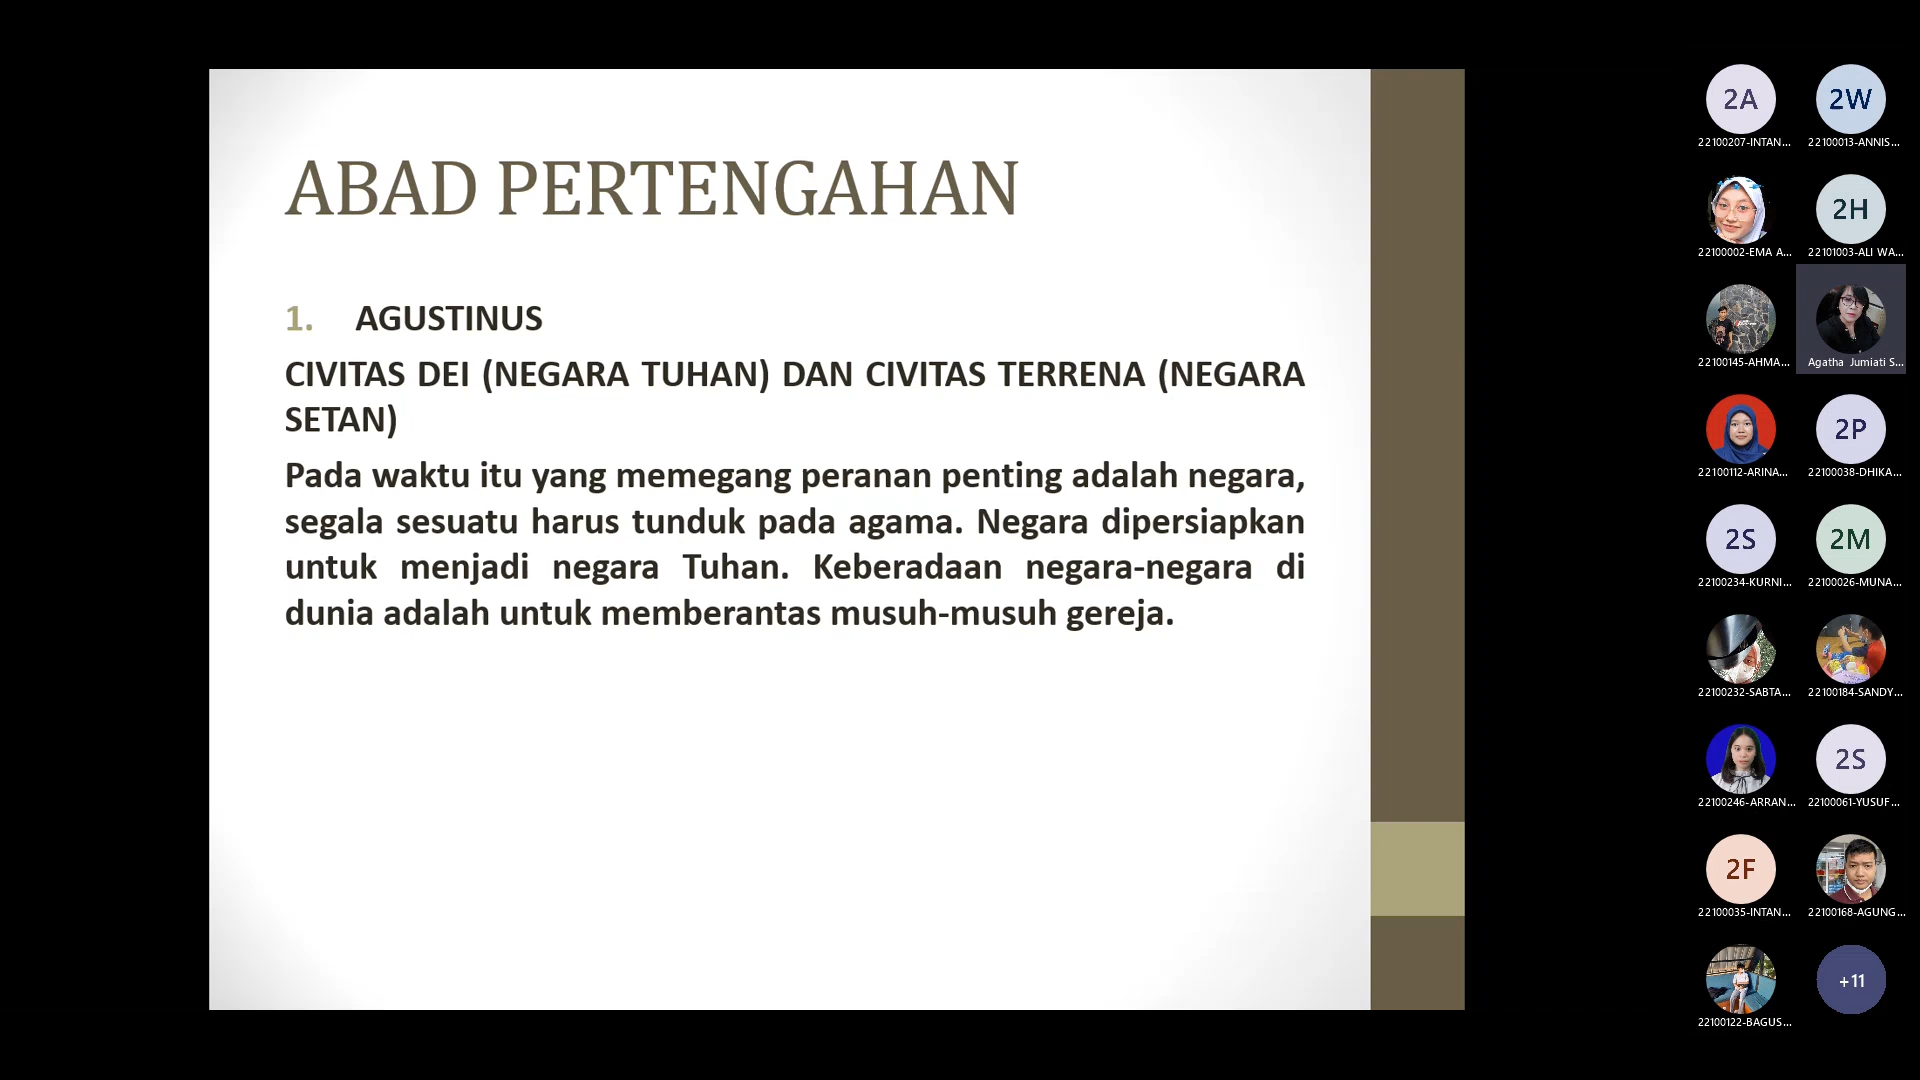 ABAD PERTENGAHAN
1. AGUSTINUS
CIVITAS DEI (NEGARA TUHAN) DAN CIVITAS TERRENA (NEGARA
SETAN)
Pada waktu itu yang memegang peranan penting adalah negara,
segala sesuatu harus tunduk pada agama. Negara dipersiapkan
untuk menjadi negara Tuhan. Keberadaan negara-negara di
dunia adalah untuk memberantas musuh-musuh gereja.
2A
22100207-INTAN...
2W
22100013-ANNIS...
22100002-EMA A...
2H
22101003-ALI WA...
22100145-AHMA...
Agatha Jumiati S...
22100112-ARINA...
2P
22100038-DHIKA...
2S
22100234-KURNI...
2M
22100026-MUNA...
22100232-SABTA...
22100184-SANDY...
22100246-ARRAN...
2S
22100061-YUSUF...
2F
22100035-INTAN...
22100168-AGUNG...
22100122-BAGUS...
+11